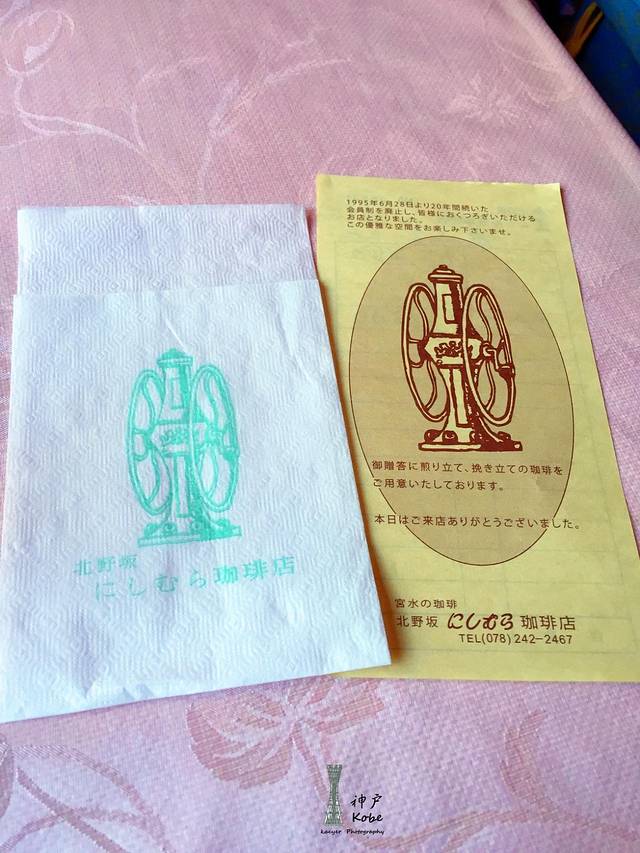 北野坂
にしむら珈琲店
1995年6月28日より20年間続いた
会員制を廃止し、皆様におくつろぎいただける
お店となりました。
この優雅な空間をお楽しみ下さいませ。
御贈答に煎り立て、挽き立ての珈琲を
ご用意いたしております。
本日はご来店ありがとうございました。
宮水の珈琲
北野坂 にしむら珈琲店
TEL(078)242-2467
神戸
Kobe
kaeyer Photography